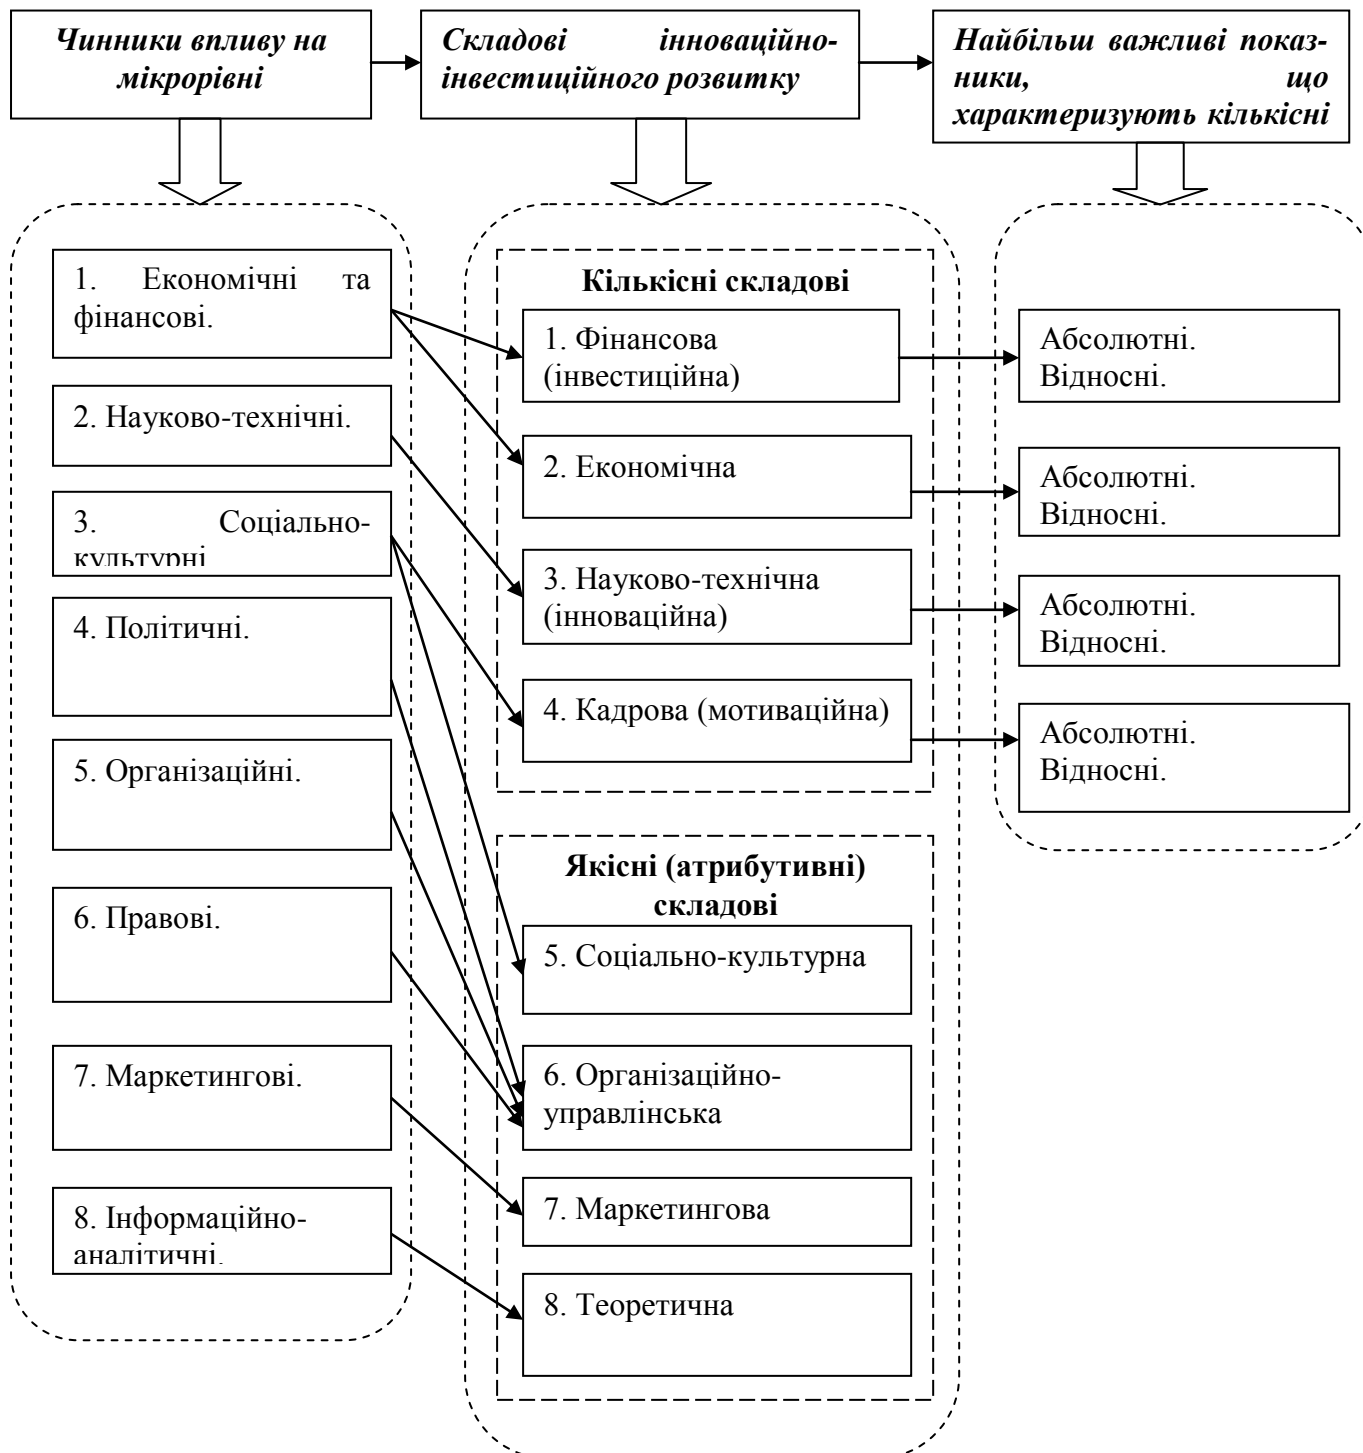 Чинники впливу на
мікрорівні
Складові інноваційно-
інвестиційного розвитку
Найбільш важливі показ-
ники, що
характеризують кількісні
1. Економічні та
фінансові.
2. Науково-технічні.
3. Соціально-
культурні
4. Політичні.
5. Організаційні.
6. Правові.
7. Маркетингові.
8. Інформаційно-
аналітичні.
Кількісні складові
1. Фінансова
(інвестиційна)
2. Економічна
3. Науково-технічна
(інноваційна)
4. Кадрова (мотиваційна)
Якісні (атрибутивні)
складові
5. Соціально-культурна
6. Організаційно-
управлінська
7. Маркетингова
8. Теоретична
Абсолютні.
Відносні.
Абсолютні.
Відносні.
Абсолютні.
Відносні.
Абсолютні.
Відносні.